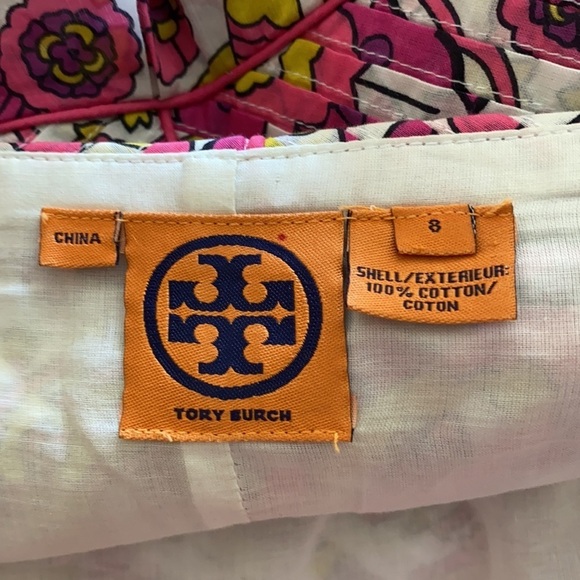 CHINA
TORY BURCH
8
SHELL/EXTERIEUR:
100% COTTON/
COTON